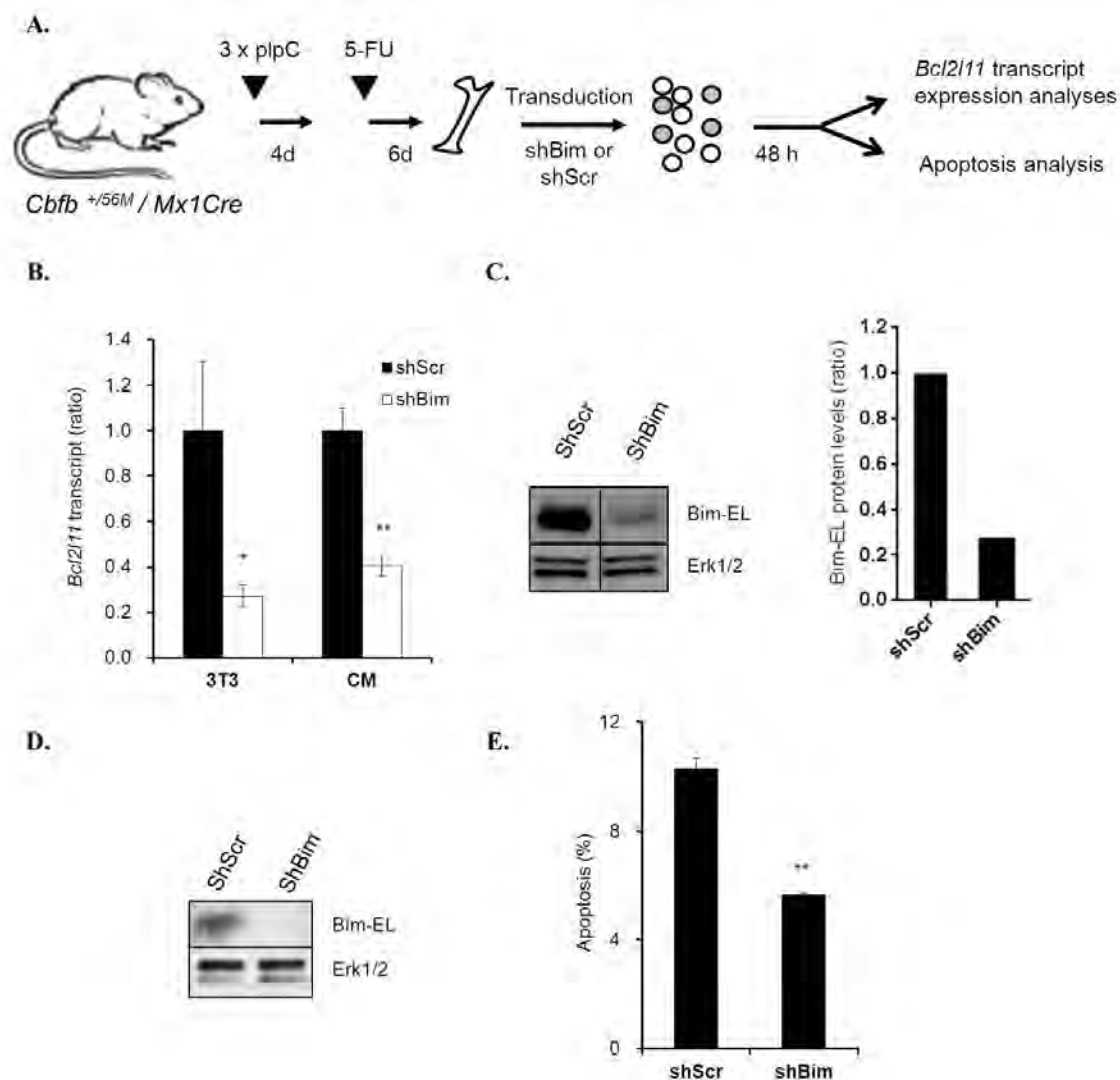 A.
3 x pIpC
5-FU
4d
6d
Transduction
shBim or
shScr
48 h
Bcl2l11 transcript
expression analyses
Apoptosis analysis
Cbfb +/56M / Mx1Cre
B.
Bcl2l11 transcript (ratio)
1.4
1.2
1.0
0.8
0.6
0.4
0.2
0.0
shScr
shBim
*
**
3T3
CM
C.
ShScr
ShBim
Bim-EL
Erk1/2
Bim-EL protein levels (ratio)
1.2
1.0
0.8
0.6
0.4
0.2
0.0
shScr
shBim
D.
ShScr
ShBim
Bim-EL
Erk1/2
E.
Apoptosis (%)
12
8
4
0
**
shScr
shBim